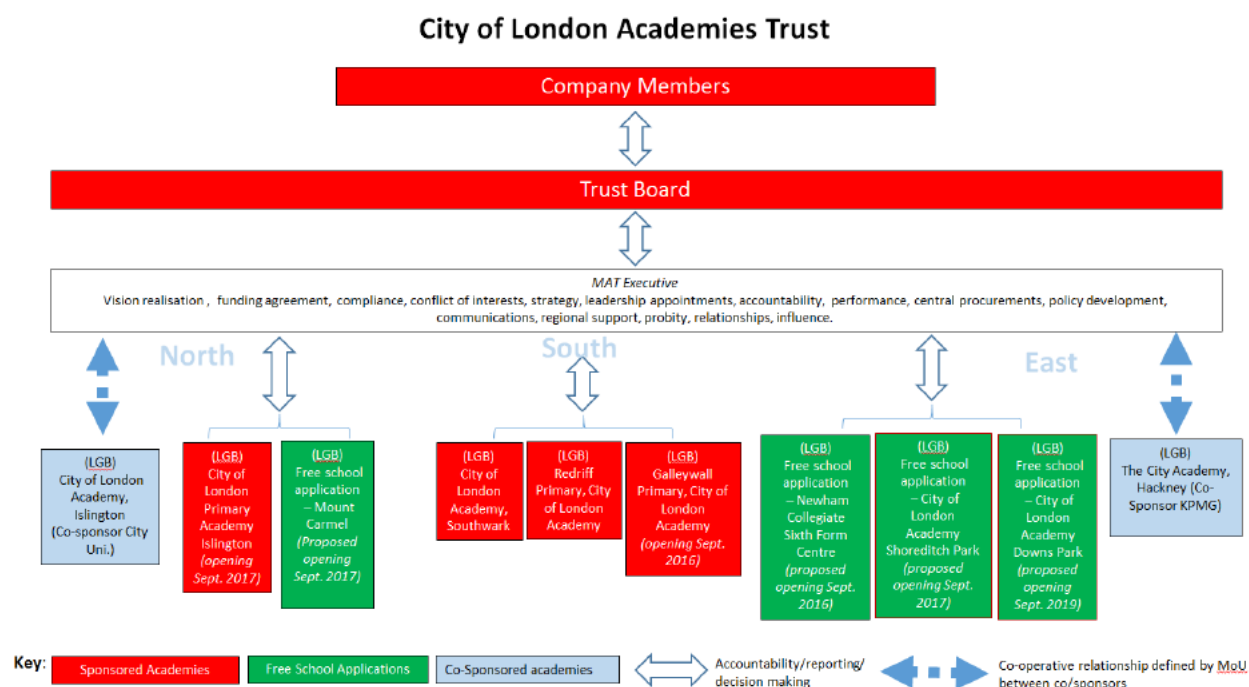 City of London Academies Trust
Company Members
Trust Board
MAT Executive
Vision realisation , funding agreement, compliance, conflict of interests, strategy, leadership appointments, accountability, performance, central procurements, policy development,
communications, regional support, probity, relationships, influence.
North
South
East
(LGB)
City of London
Academy,
Islington
(Co-sponsor City
Uni.)
(LGB)
City of
London
Primary
Academy
Islington
(opening
Sept. 2017)
(LGB)
Free school
application
– Mount
Carmel
(Proposed
opening
Sept. 2017)
(LGB)
City of
London
Academy,
Southwark
(LGB)
Redriff
Primary, City
of London
Academy
(LGB)
Galleywall
Primary, City of
London
Academy
(opening Sept.
2016)
(LGB)
Free school
application
– Newham
Collegiate
Sixth Form
Centre
(proposed
opening Sept.
2016)
(LGB)
Free school
application
– City of
London
Academy
Shoreditch Park
(proposed
opening Sept.
2017)
(LGB)
Free school
application
– City of
London
Academy
Downs Park
(proposed
opening
Sept. 2019)
(LGB)
The City Academy,
Hackney (Co-
Sponsor KPMG)
Key:
Sponsored Academies
Free School Applications
Co-Sponsored academies
Accountability/reporting/
decision making
Co-operative relationship defined by MoU
between co/sponsors